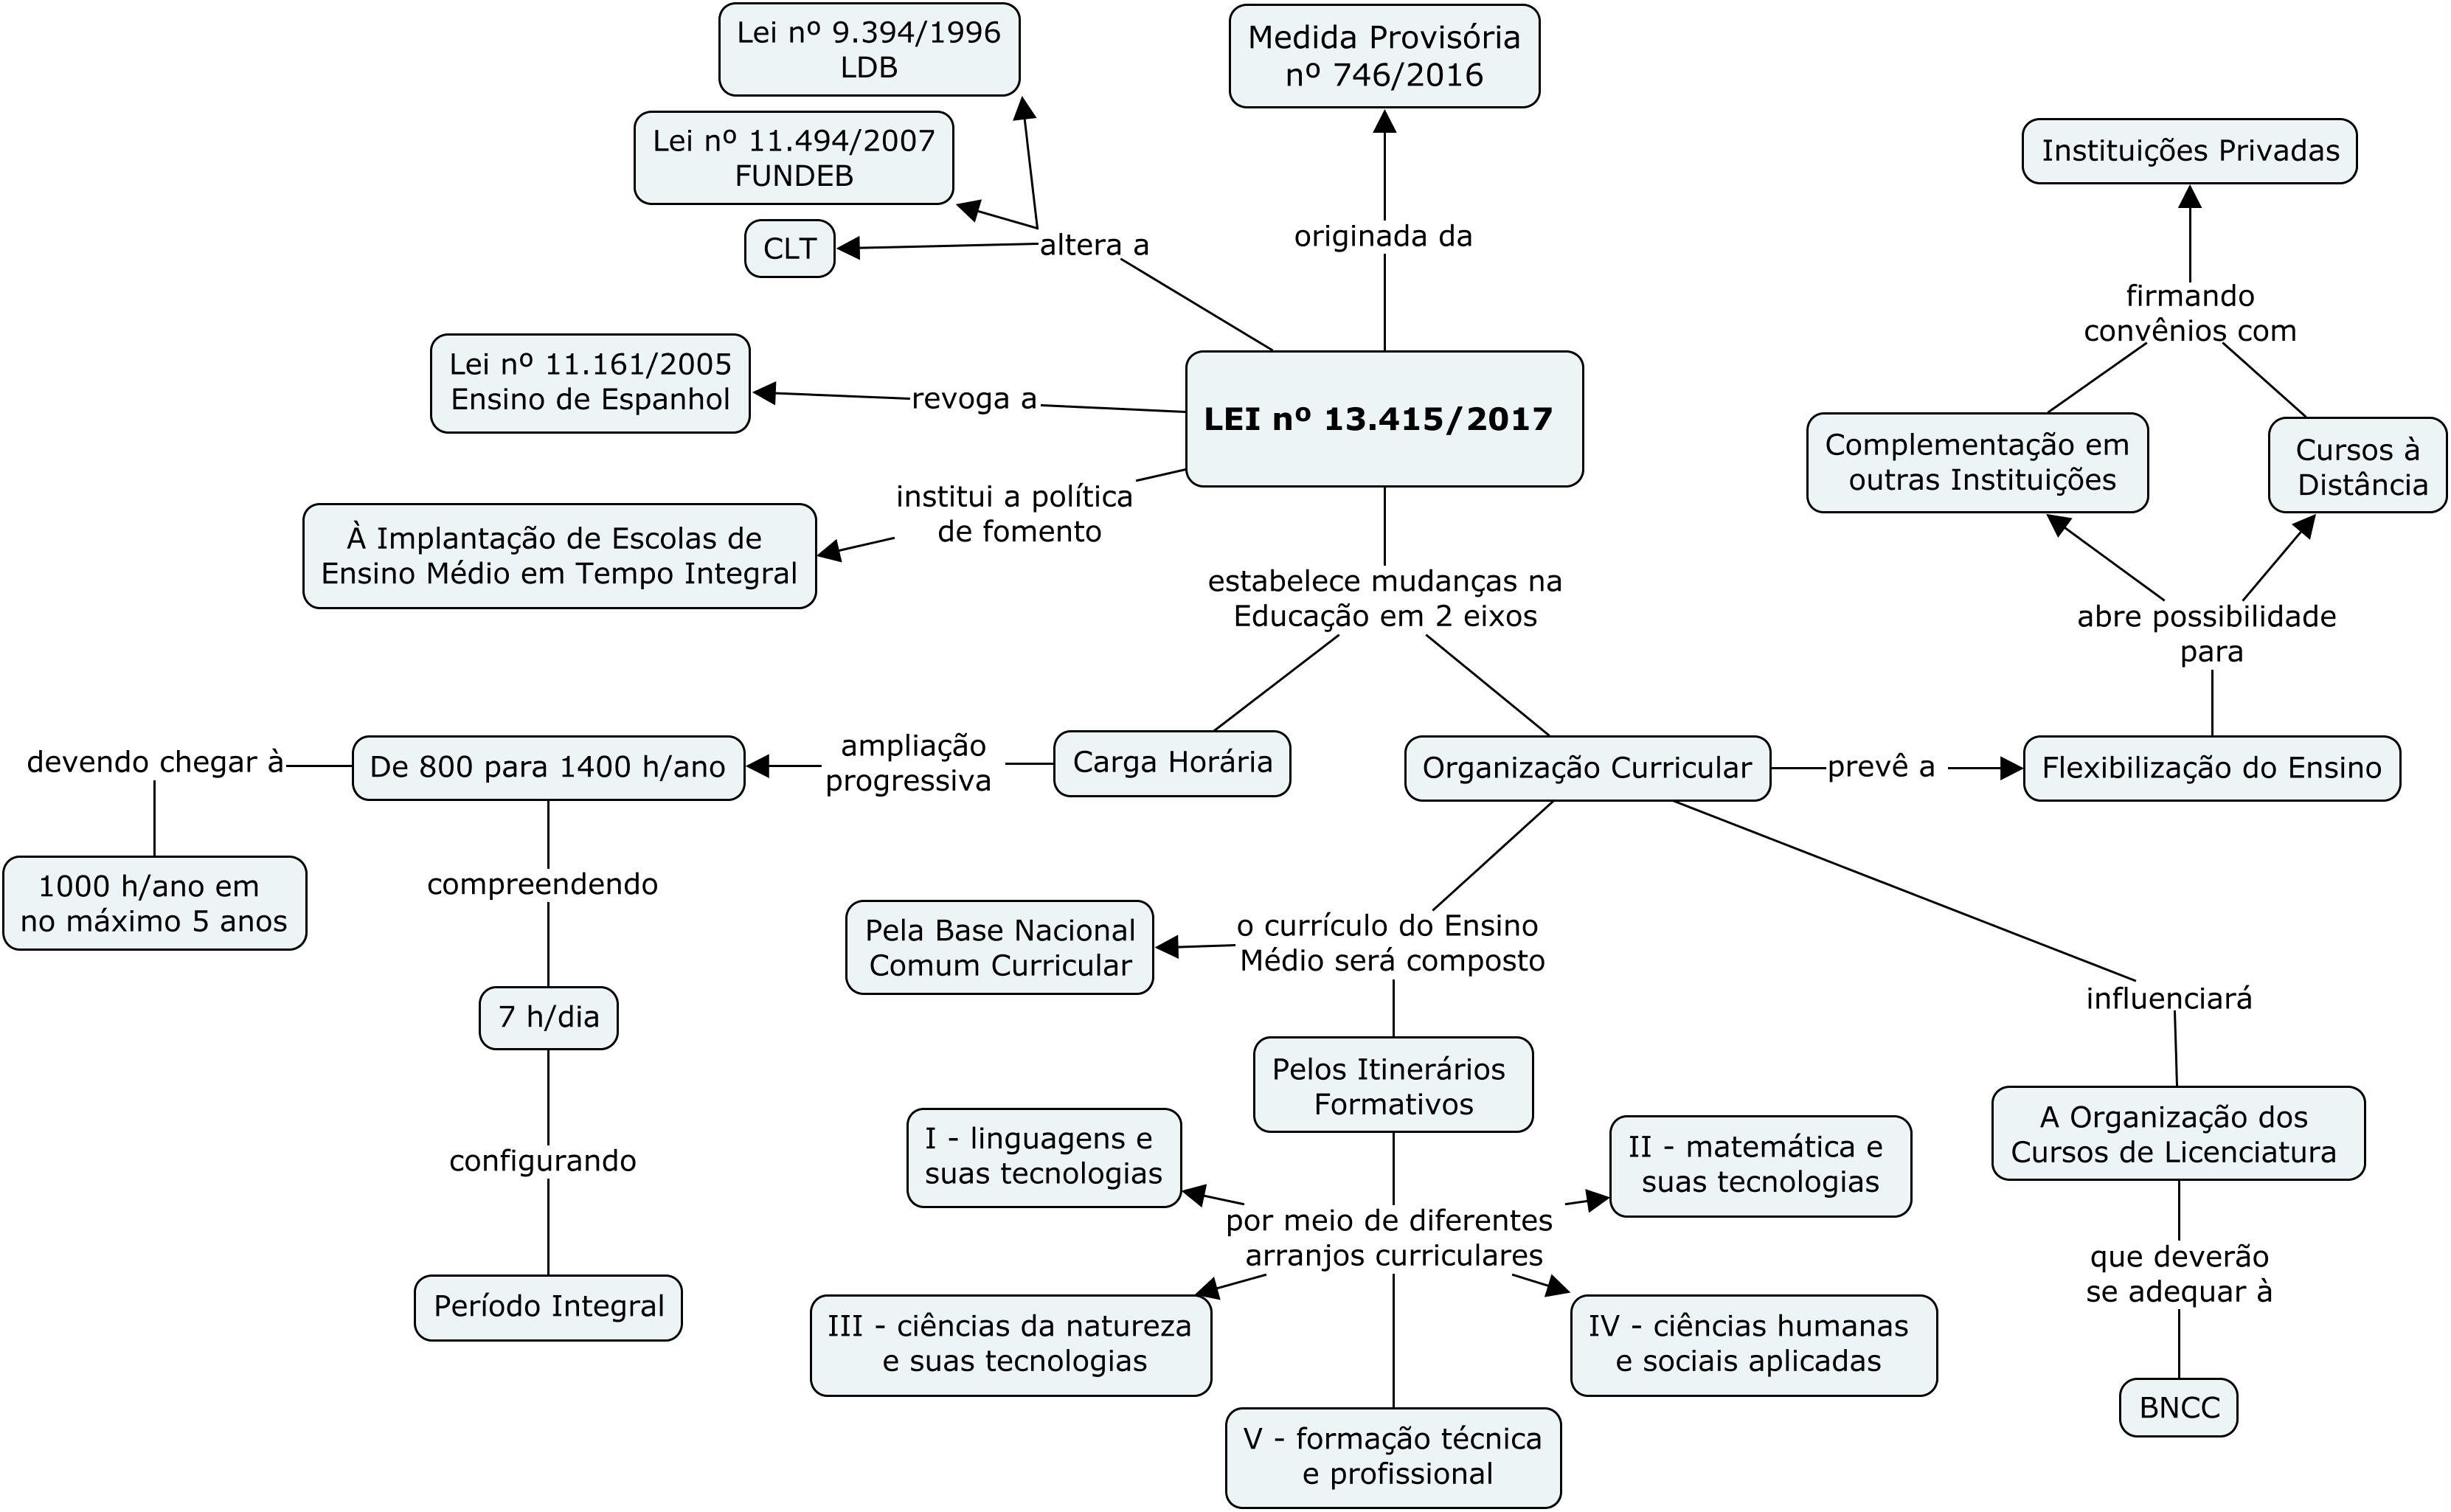 Lei nº 9.394/1996
LDB
Medida Provisória
nº 746/2016
Lei nº 11.494/2007
FUNDEB
Instituições Privadas
CLT
altera a
originada da
firmando
convênios com
Lei nº 11.161/2005
Ensino de Espanhol
revoga a
LEI nº 13.415/2017
Complementação em
outras Instituições
Cursos à
Distância
institui a política
de fomento
À Implantação de Escolas de
Ensino Médio em Tempo Integral
estabelece mudanças na
Educação em 2 eixos
abre possibilidade
para
devendo chegar à
De 800 para 1400 h/ano
ampliação
progressiva
Carga Horária
Organização Curricular
prevê a
Flexibilização do Ensino
1000 h/ano em
no máximo 5 anos
compreendendo
Pela Base Nacional
Comum Curricular
o currículo do Ensino
Médio será composto
influenciará
7 h/dia
Pelos Itinerários
Formativos
I - linguagens e
suas tecnologias
II - matemática e
suas tecnologias
A Organização dos
Cursos de Licenciatura
configurando
por meio de diferentes
arranjos curriculares
que deverão
se adequar à
Período Integral
III - ciências da natureza
e suas tecnologias
IV - ciências humanas
e sociais aplicadas
BNCC
V - formação técnica
e profissional